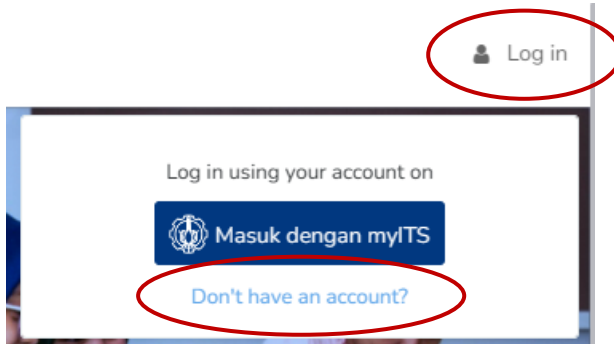 Log in
Log in using your account on
Masuk dengan myITS
Don't have an account?